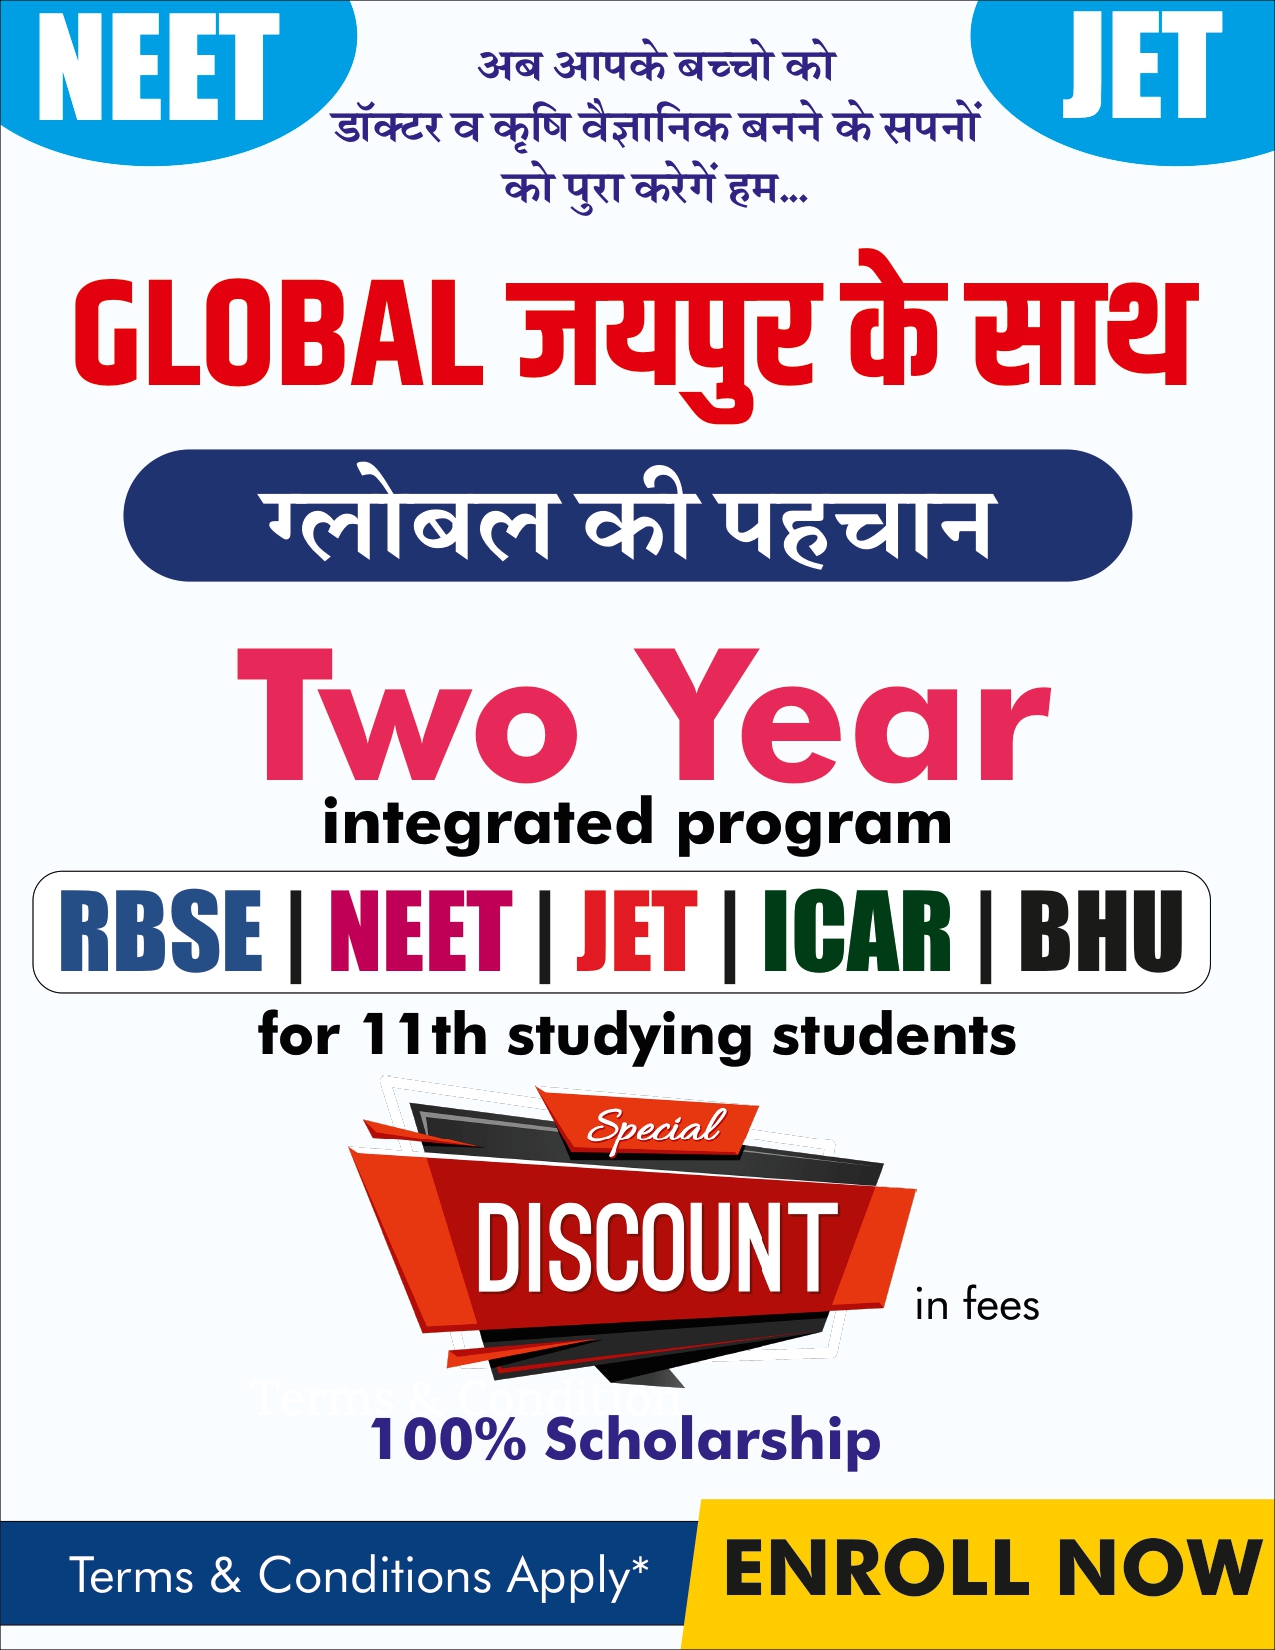 NEET
JET
अब आपके बच्चो को
डॉक्टर व कृषि वैज्ञानिक बनने के सपनों
को पुरा करेगें हम...
GLOBAL जयपुर के साथ
ग्लोबल की पहचान
Two Year
integrated program
RBSE | NEET | JET | ICAR | BHU
for 11th studying students
Special
DISCOUNT
in fees
Terms & Condition
100% Scholarship
Terms & Conditions Apply*
ENROLL NOW